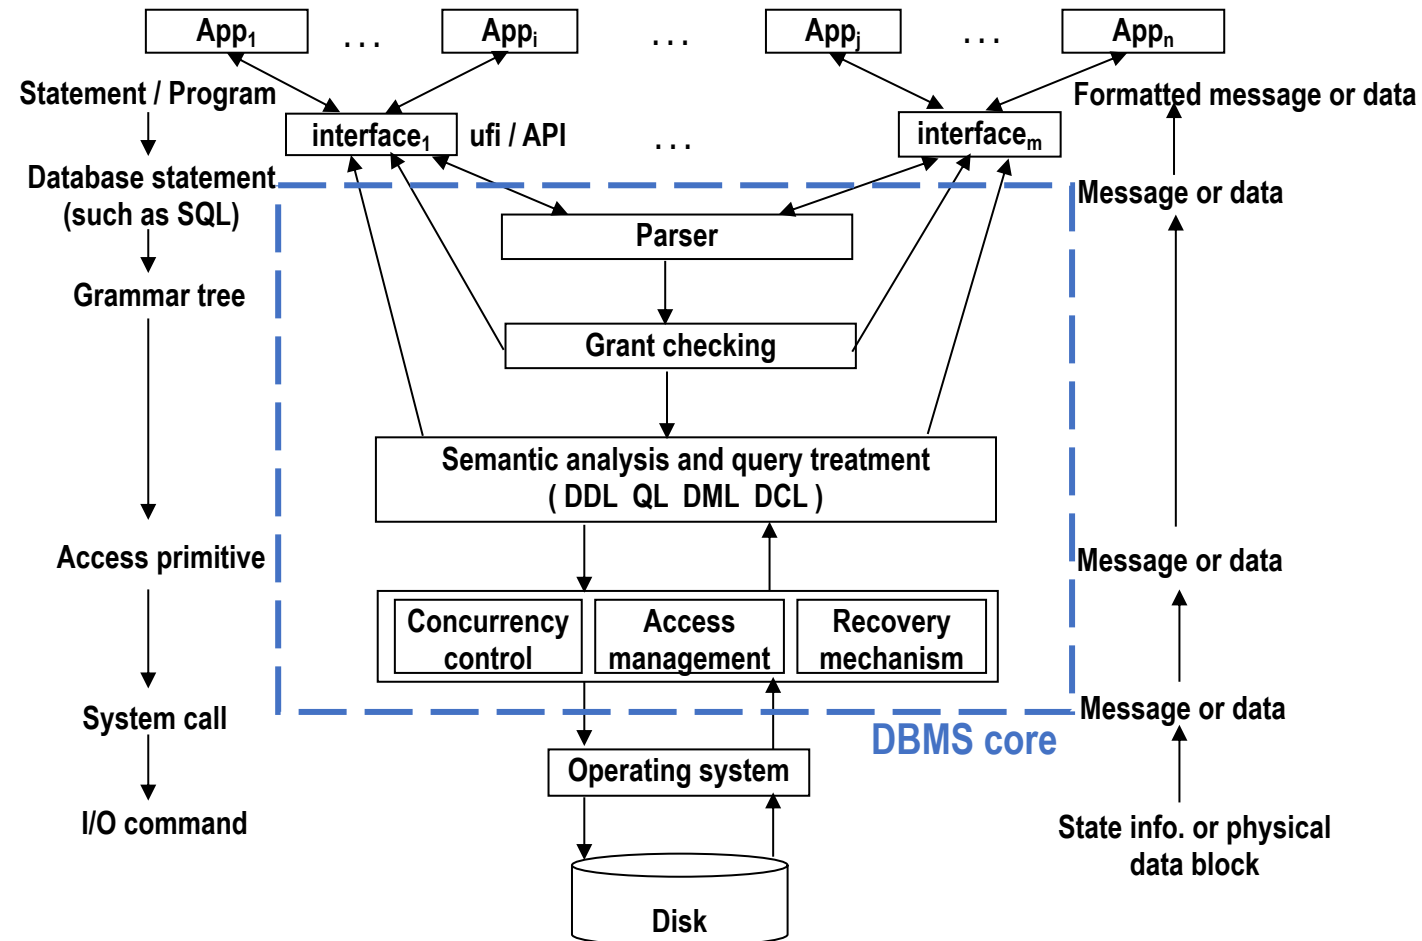 App₁ ... Appᵢ ... Appⱼ ... Appₙ
Statement / Program
Formatted message or data
interface₁ ufi / API ... interfaceₘ
Database statement
(such as SQL)
Message or data
Parser
Grammar tree
Grant checking
Semantic analysis and query treatment
( DDL QL DML DCL )
Access primitive
Message or data
Concurrency
control
Access
management
Recovery
mechanism
System call
Message or data
DBMS core
Operating system
I/O command
State info. or physical
data block
Disk